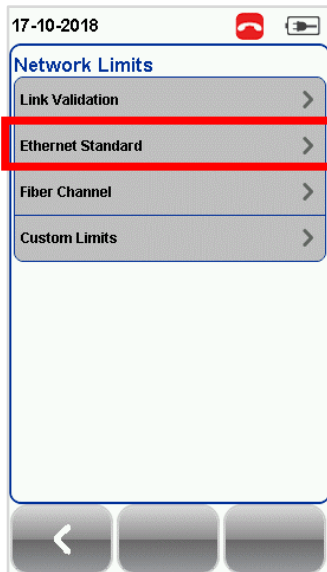 17-10-2018
Network Limits
Link Validation
Ethernet Standard
Fiber Channel
Custom Limits